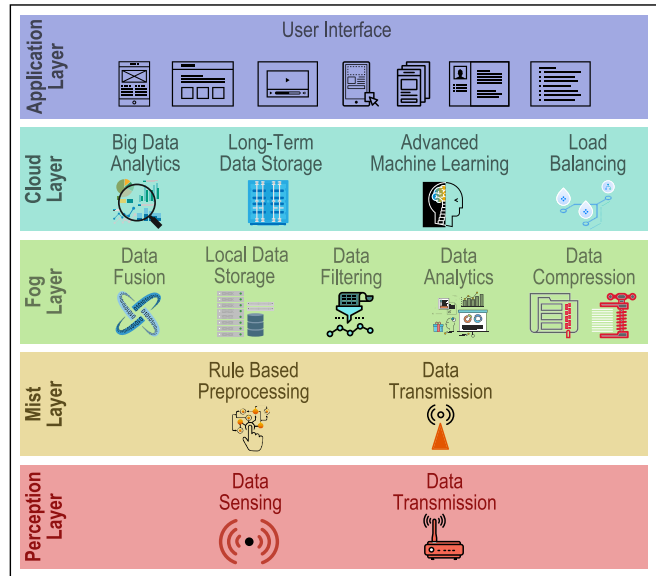 Application
Layer
User Interface
Cloud
Layer
Big Data
Analytics
Long-Term
Data Storage
Advanced
Machine Learning
Load
Balancing
Fog
Layer
Data
Fusion
Local Data
Storage
Data
Filtering
Data
Analytics
Data
Compression
Mist
Layer
Rule Based
Preprocessing
Data
Transmission
Perception
Layer
Data
Sensing
Data
Transmission